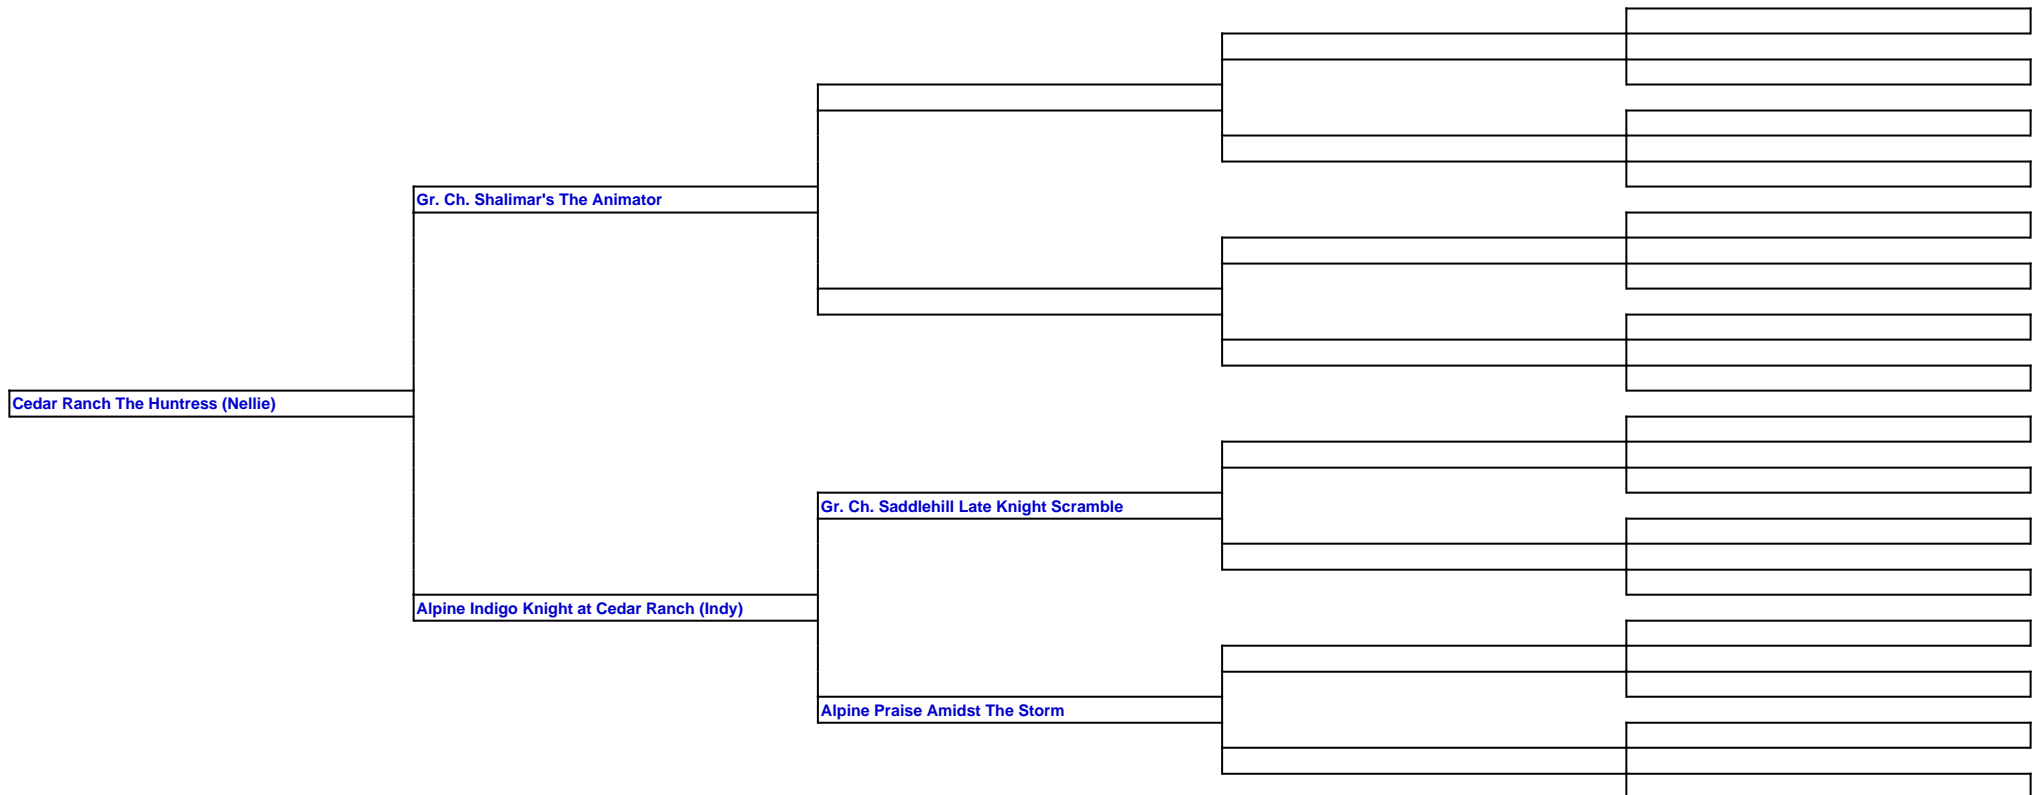 Gr. Ch. Shalimar's The Animator
Cedar Ranch The Huntress (Nellie)
Gr. Ch. Saddlehill Late Knight Scramble
Alpine Indigo Knight at Cedar Ranch (Indy)
Alpine Praise Amidst The Storm